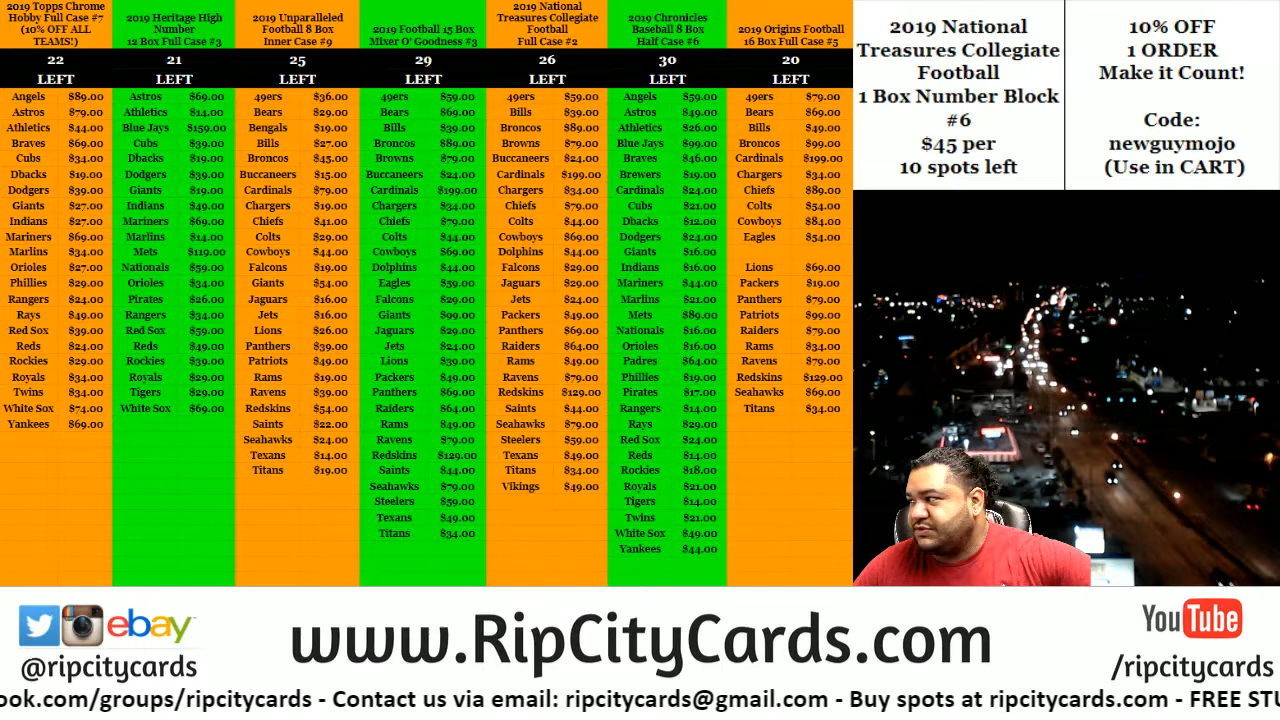 2019 Topps Chrome
Hobby Full Case #7
(10% OFF ALL
TEAMS!)
22
LEFT
Angels $89.00
Astros $79.00
Athletics $44.00
Braves $69.00
Cubs $34.00
Dbacks $19.00
Dodgers $39.00
Giants $27.00
Indians $27.00
Mariners $69.00
Marlins $34.00
Orioles $27.00
Phillies $29.00
Rangers $24.00
Rays $49.00
Red Sox $39.00
Reds $24.00
Rockies $29.00
Royals $34.00
Twins $34.00
White Sox $74.00
Yankees $69.00
2019 Heritage High
Number
12 Box Full Case #3
21
LEFT
Astros $69.00
Athletics $14.00
Blue Jays $159.00
Cubs $39.00
Dbacks $19.00
Dodgers $39.00
Giants $19.00
Indians $49.00
Mariners $69.00
Marlins $14.00
Mets $119.00
Nationals $59.00
Orioles $34.00
Pirates $26.00
Rangers $34.00
Red Sox $59.00
Reds $49.00
Rockies $39.00
Royals $29.00
Tigers $29.00
White Sox $69.00
2019 Unparalleled
Football 8 Box
Inner Case #9
25
LEFT
49ers $36.00
Bears $29.00
Bengals $19.00
Bills $27.00
Broncos $45.00
Buccaneers $15.00
Cardinals $79.00
Chargers $19.00
Chiefs $41.00
Colts $29.00
Cowboys $44.00
Falcons $19.00
Giants $54.00
Jaguars $16.00
Jets $16.00
Lions $26.00
Panthers $39.00
Patriots $49.00
Rams $19.00
Ravens $39.00
Redskins $54.00
Saints $22.00
Seahawks $24.00
Texans $14.00
Titans $19.00
2019 Football 15 Box
Mixer O' Goodness #3
29
LEFT
49ers $59.00
Bears $69.00
Bills $39.00
Broncos $89.00
Browns $79.00
Buccaneers $24.00
Cardinals $199.00
Chargers $34.00
Chiefs $79.00
Colts $44.00
Cowboys $69.00
Dolphins $44.00
Eagles $59.00
Falcons $29.00
Giants $99.00
Jaguars $29.00
Jets $24.00
Lions $39.00
Packers $49.00
Panthers $69.00
Raiders $64.00
Rams $49.00
Ravens $79.00
Redskins $129.00
Saints $44.00
Seahawks $79.00
Steelers $59.00
Texans $49.00
Titans $34.00
2019 National
Treasures Collegiate
Football
Full Case #2
26
LEFT
49ers $59.00
Bills $39.00
Broncos $89.00
Browns $79.00
Buccaneers $24.00
Cardinals $199.00
Chargers $34.00
Chiefs $79.00
Colts $44.00
Cowboys $69.00
Dolphins $44.00
Falcons $29.00
Jaguars $29.00
Jets $24.00
Packers $49.00
Panthers $69.00
Raiders $64.00
Rams $49.00
Ravens $79.00
Redskins $129.00
Saints $44.00
Seahawks $79.00
Steelers $59.00
Texans $49.00
Titans $34.00
Vikings $49.00
2019 Chronicles
Baseball 8 Box
Half Case #6
30
LEFT
Angels $59.00
Astros $49.00
Athletics $26.00
Blue Jays $99.00
Braves $46.00
Brewers $19.00
Cardinals $24.00
Cubs $21.00
Dbacks $12.00
Dodgers $24.00
Giants $16.00
Indians $16.00
Mariners $44.00
Marlins $21.00
Mets $89.00
Nationals $16.00
Orioles $16.00
Padres $64.00
Phillies $19.00
Pirates $17.00
Rangers $14.00
Rays $29.00
Red Sox $24.00
Reds $14.00
Rockies $18.00
Royals $21.00
Tigers $14.00
Twins $21.00
White Sox $49.00
Yankees $44.00
2019 Origins Football
16 Box Full Case #5
20
LEFT
49ers $79.00
Bears $69.00
Bills $49.00
Broncos $99.00
Cardinals $199.00
Chargers $34.00
Chiefs $89.00
Colts $54.00
Cowboys $84.00
Eagles $54.00
Lions $69.00
Packers $19.00
Panthers $79.00
Patriots $99.00
Raiders $79.00
Rams $34.00
Ravens $79.00
Redskins $129.00
Seahawks $69.00
Titans $34.00
2019 National
Treasures Collegiate
Football
1 Box Number Block
#6
$45 per
10 spots left
10% OFF
1 ORDER
Make it Count!
Code:
newguymojo
(Use in CART)
ebay
@ripcitycards
www.RipCityCards.com
YouTube
/ripcitycards
ook.com/groups/ripcitycards - Contact us via email: ripcitycards@gmail.com - Buy spots at ripcitycards.com - FREE STU